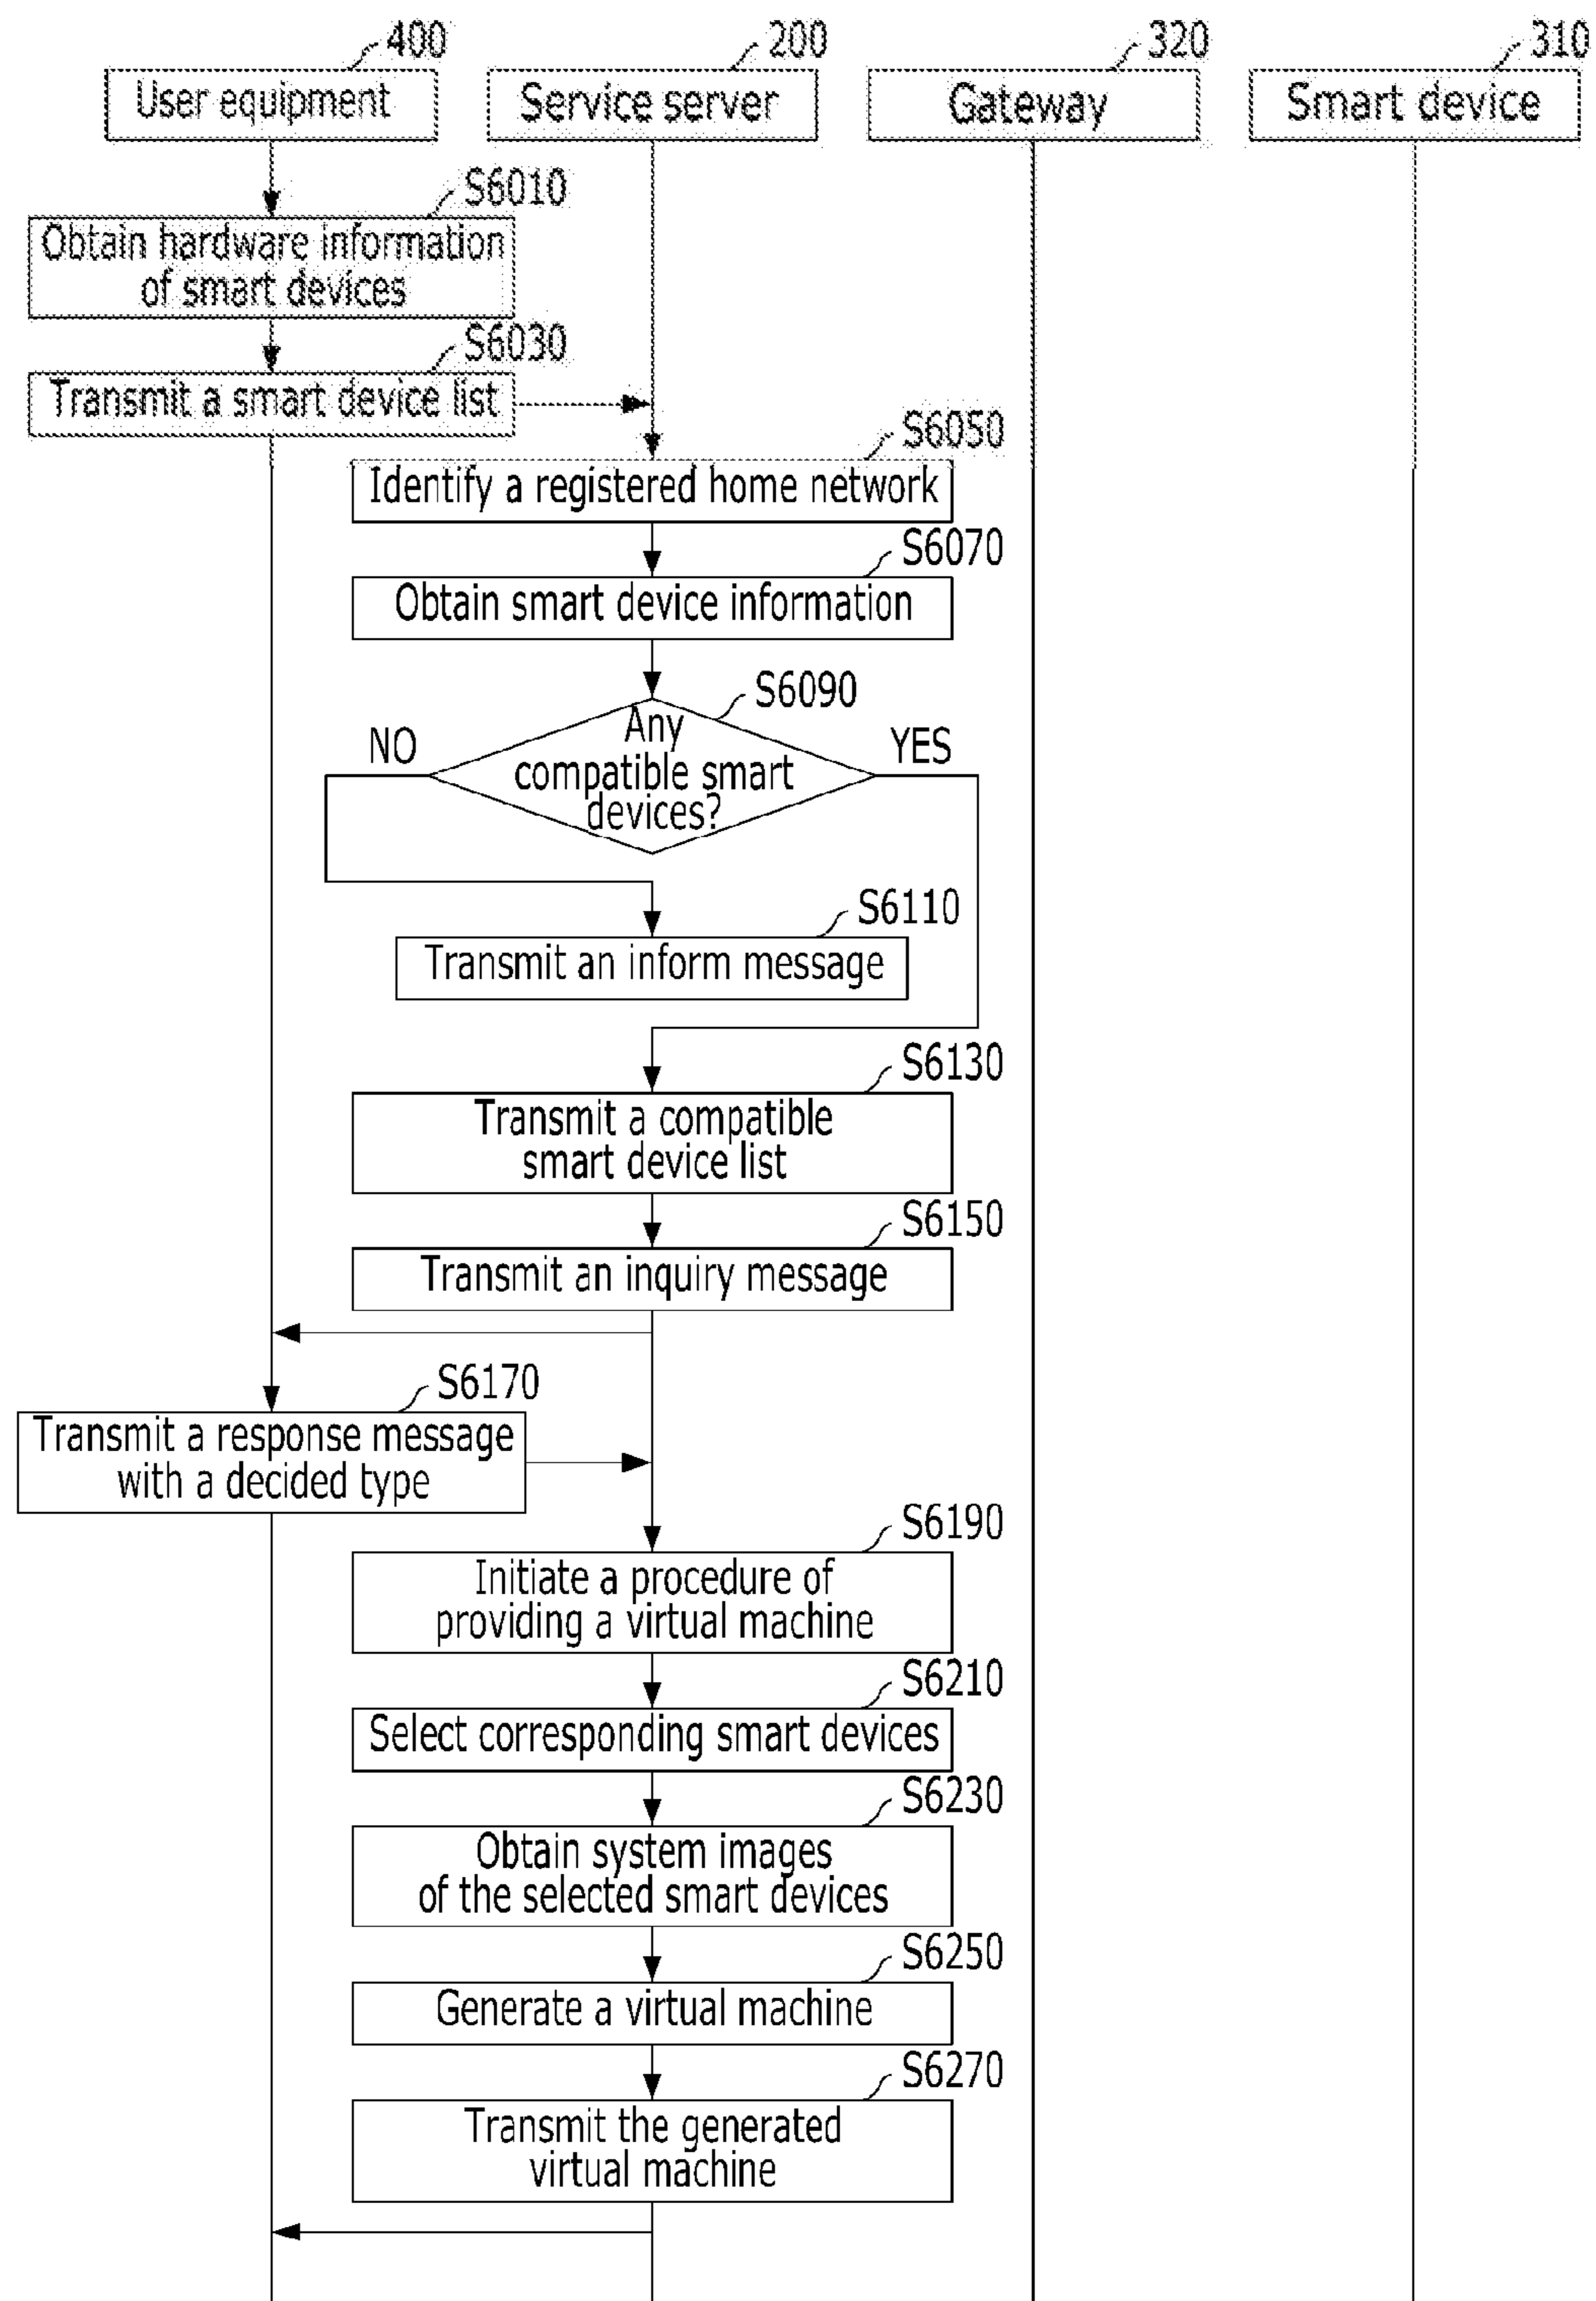 400
200
320
310
User equipment
Service server
Gateway
Smart device
S6010
Obtain hardware information
of smart devices
S6030
Transmit a smart device list
S6050
Identify a registered home network
S6070
Obtain smart device information
S6090
NO
Any
compatible smart
devices?
YES
S6110
Transmit an inform message
S6130
Transmit a compatible
smart device list
S6150
Transmit an inquiry message
S6170
Transmit a response message
with a decided type
S6190
Initiate a procedure of
providing a virtual machine
S6210
Select corresponding smart devices
S6230
Obtain system images
of the selected smart devices
S6250
Generate a virtual machine
S6270
Transmit the generated
virtual machine